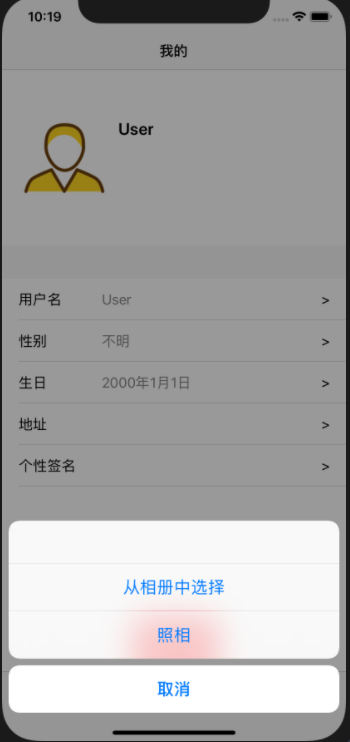 10:19
我的
User
用户名 User >
性别 不明 >
生日 2000年1月1日 >
地址 >
个性签名 >
从相册中选择
照相
取消